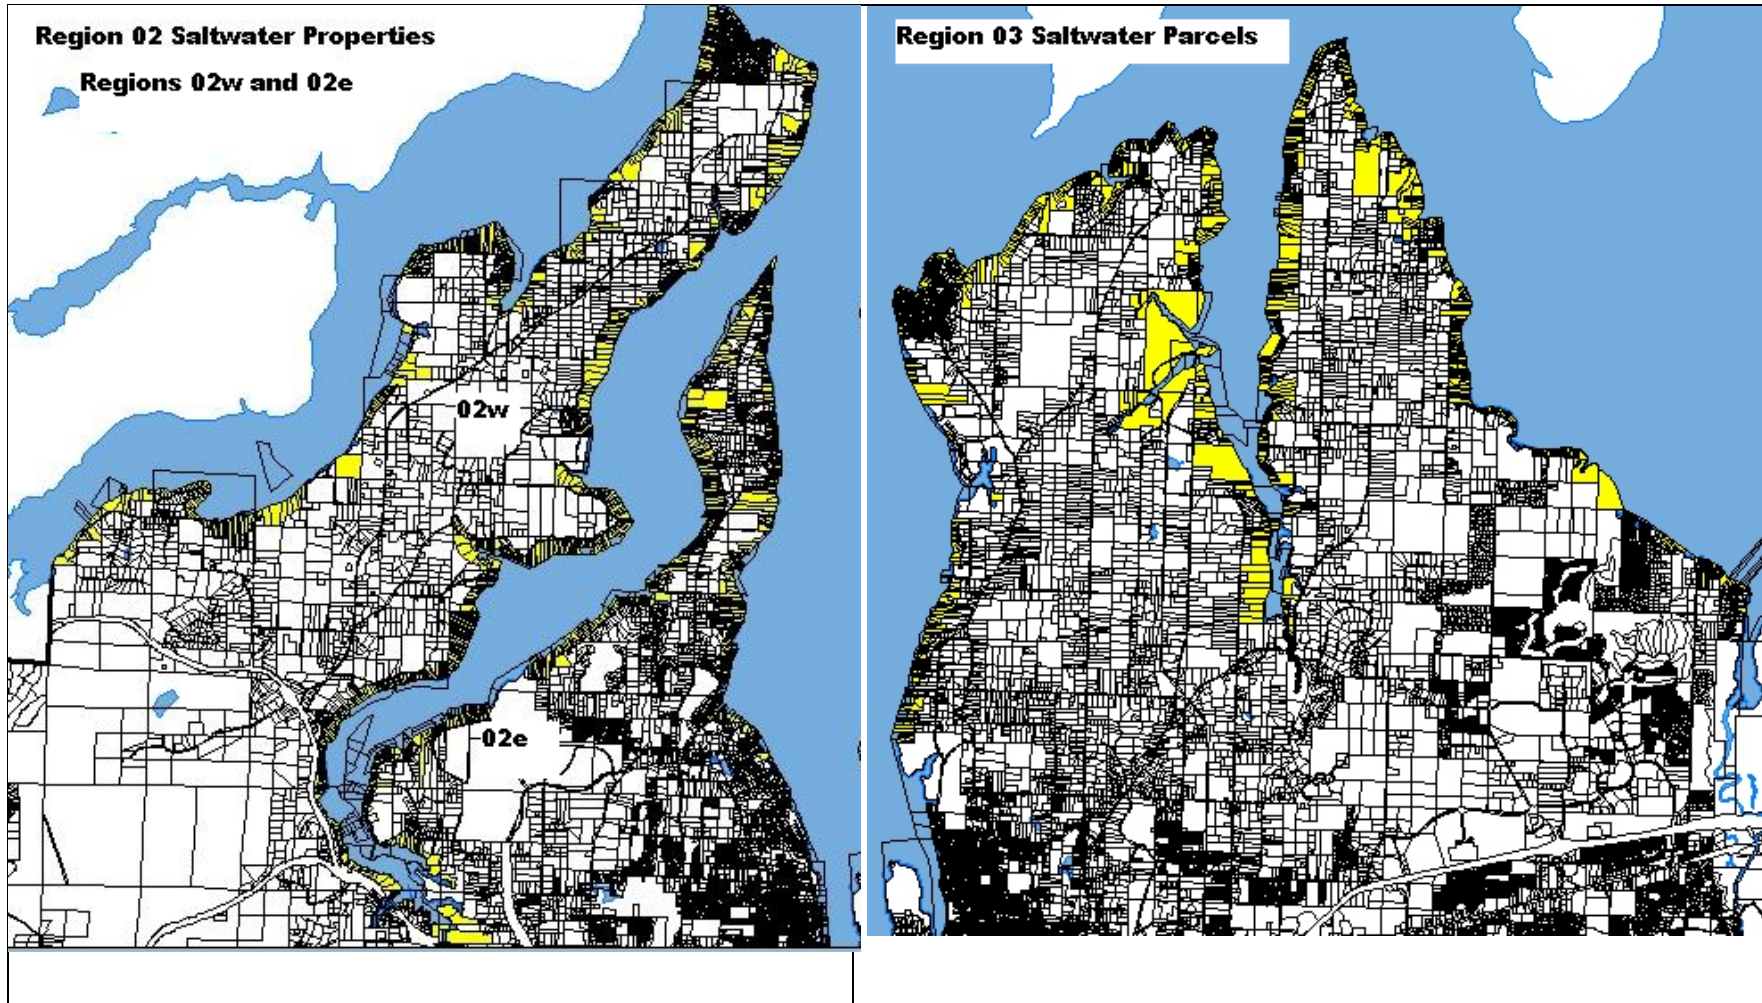 Region 02 Saltwater Properties
Regions 02w and 02e
02w
02e
Region 03 Saltwater Parcels